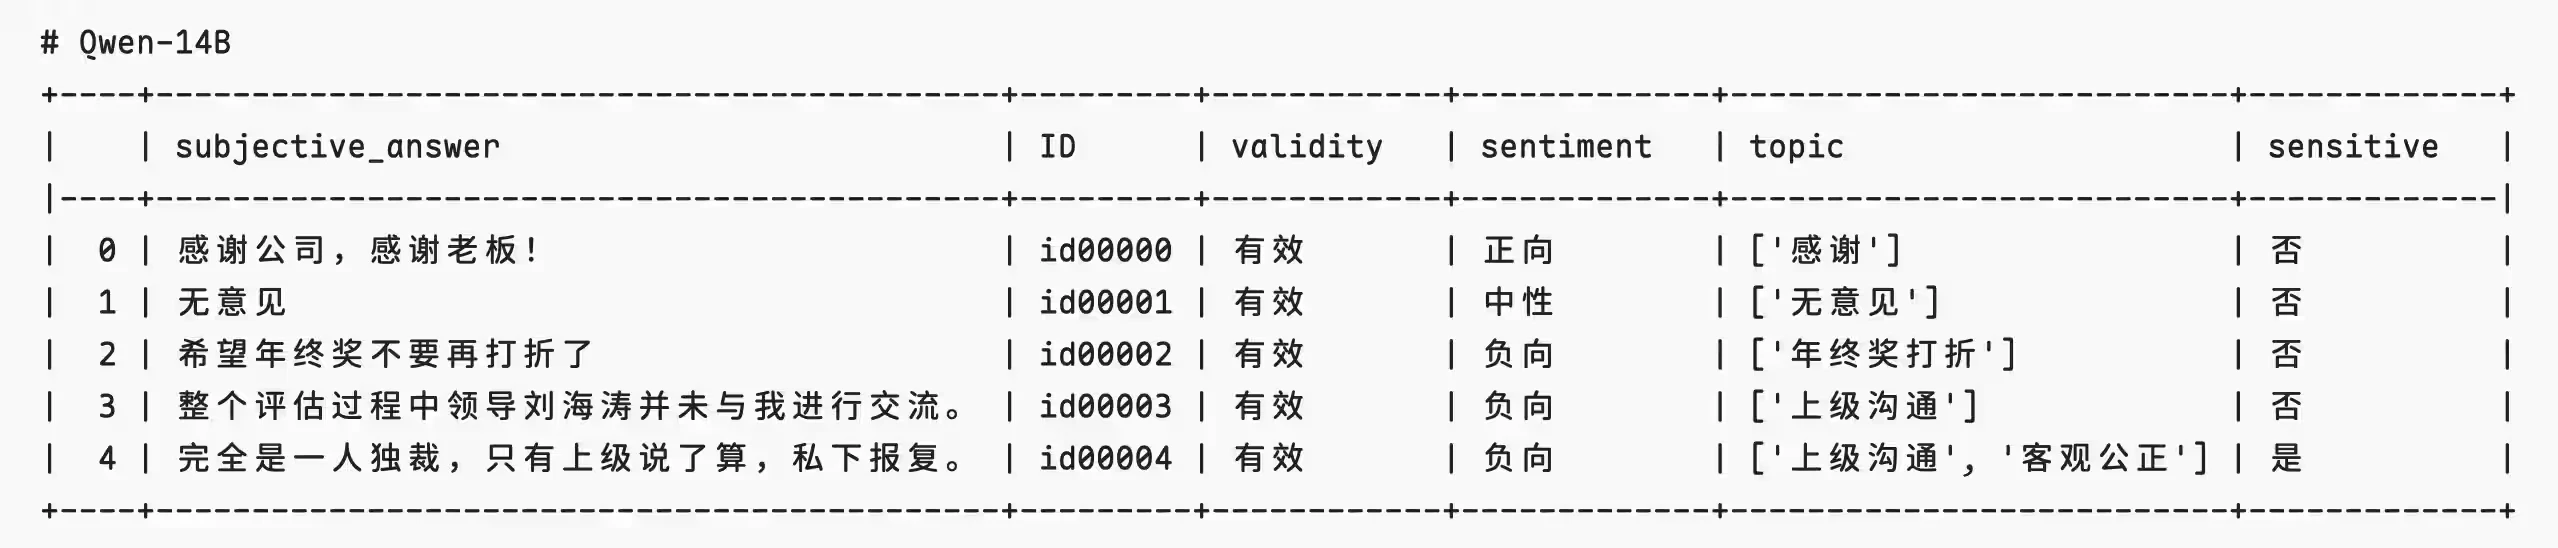 # Qwen-14B
+----+--------------------------------------------+---------+------------+-------------+--------------------------+-------------+
|    | subjective_answer                          | ID      | validity   | sentiment   | topic                    | sensitive   |
|----+--------------------------------------------+---------+------------+-------------+--------------------------+-------------|
|  0 | 感谢公司，感谢老板！ | id00000 | 有效 | 正向 | ['感谢'] | 否 |
|  1 | 无意见 | id00001 | 有效 | 中性 | ['无意见'] | 否 |
|  2 | 希望年终奖不要再打折了 | id00002 | 有效 | 负向 | ['年终奖打折'] | 否 |
|  3 | 整个评估过程中领导刘海涛并未与我进行交流。 | id00003 | 有效 | 负向 | ['上级沟通'] | 否 |
|  4 | 完全是一人独裁，只有上级说了算，私下报复。 | id00004 | 有效 | 负向 | ['上级沟通', '客观公正'] | 是 |
+----+--------------------------------------------+---------+------------+-------------+--------------------------+-------------+